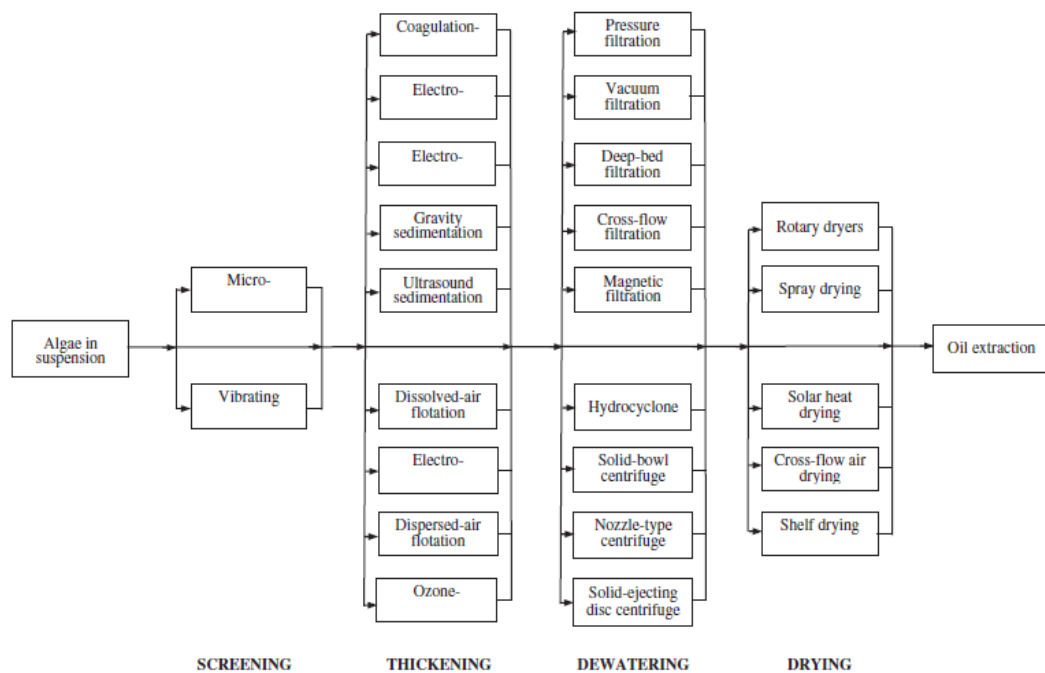 Algae in
suspension
Micro-
Vibrating
SCREENING
Coagulation-
Electro-
Electro-
Gravity
sedimentation
Ultrasound
sedimentation
Dissolved-air
flotation
Electro-
Dispersed-air
flotation
Ozone-
THICKENING
Pressure
filtration
Vacuum
filtration
Deep-bed
filtration
Cross-flow
filtration
Magnetic
filtration
Hydrocyclone
Solid-bowl
centrifuge
Nozzle-type
centrifuge
Solid-ejecting
disc centrifuge
DEWATERING
Rotary dryers
Spray drying
Solar heat
drying
Cross-flow air
drying
Shelf drying
DRYING
Oil extraction